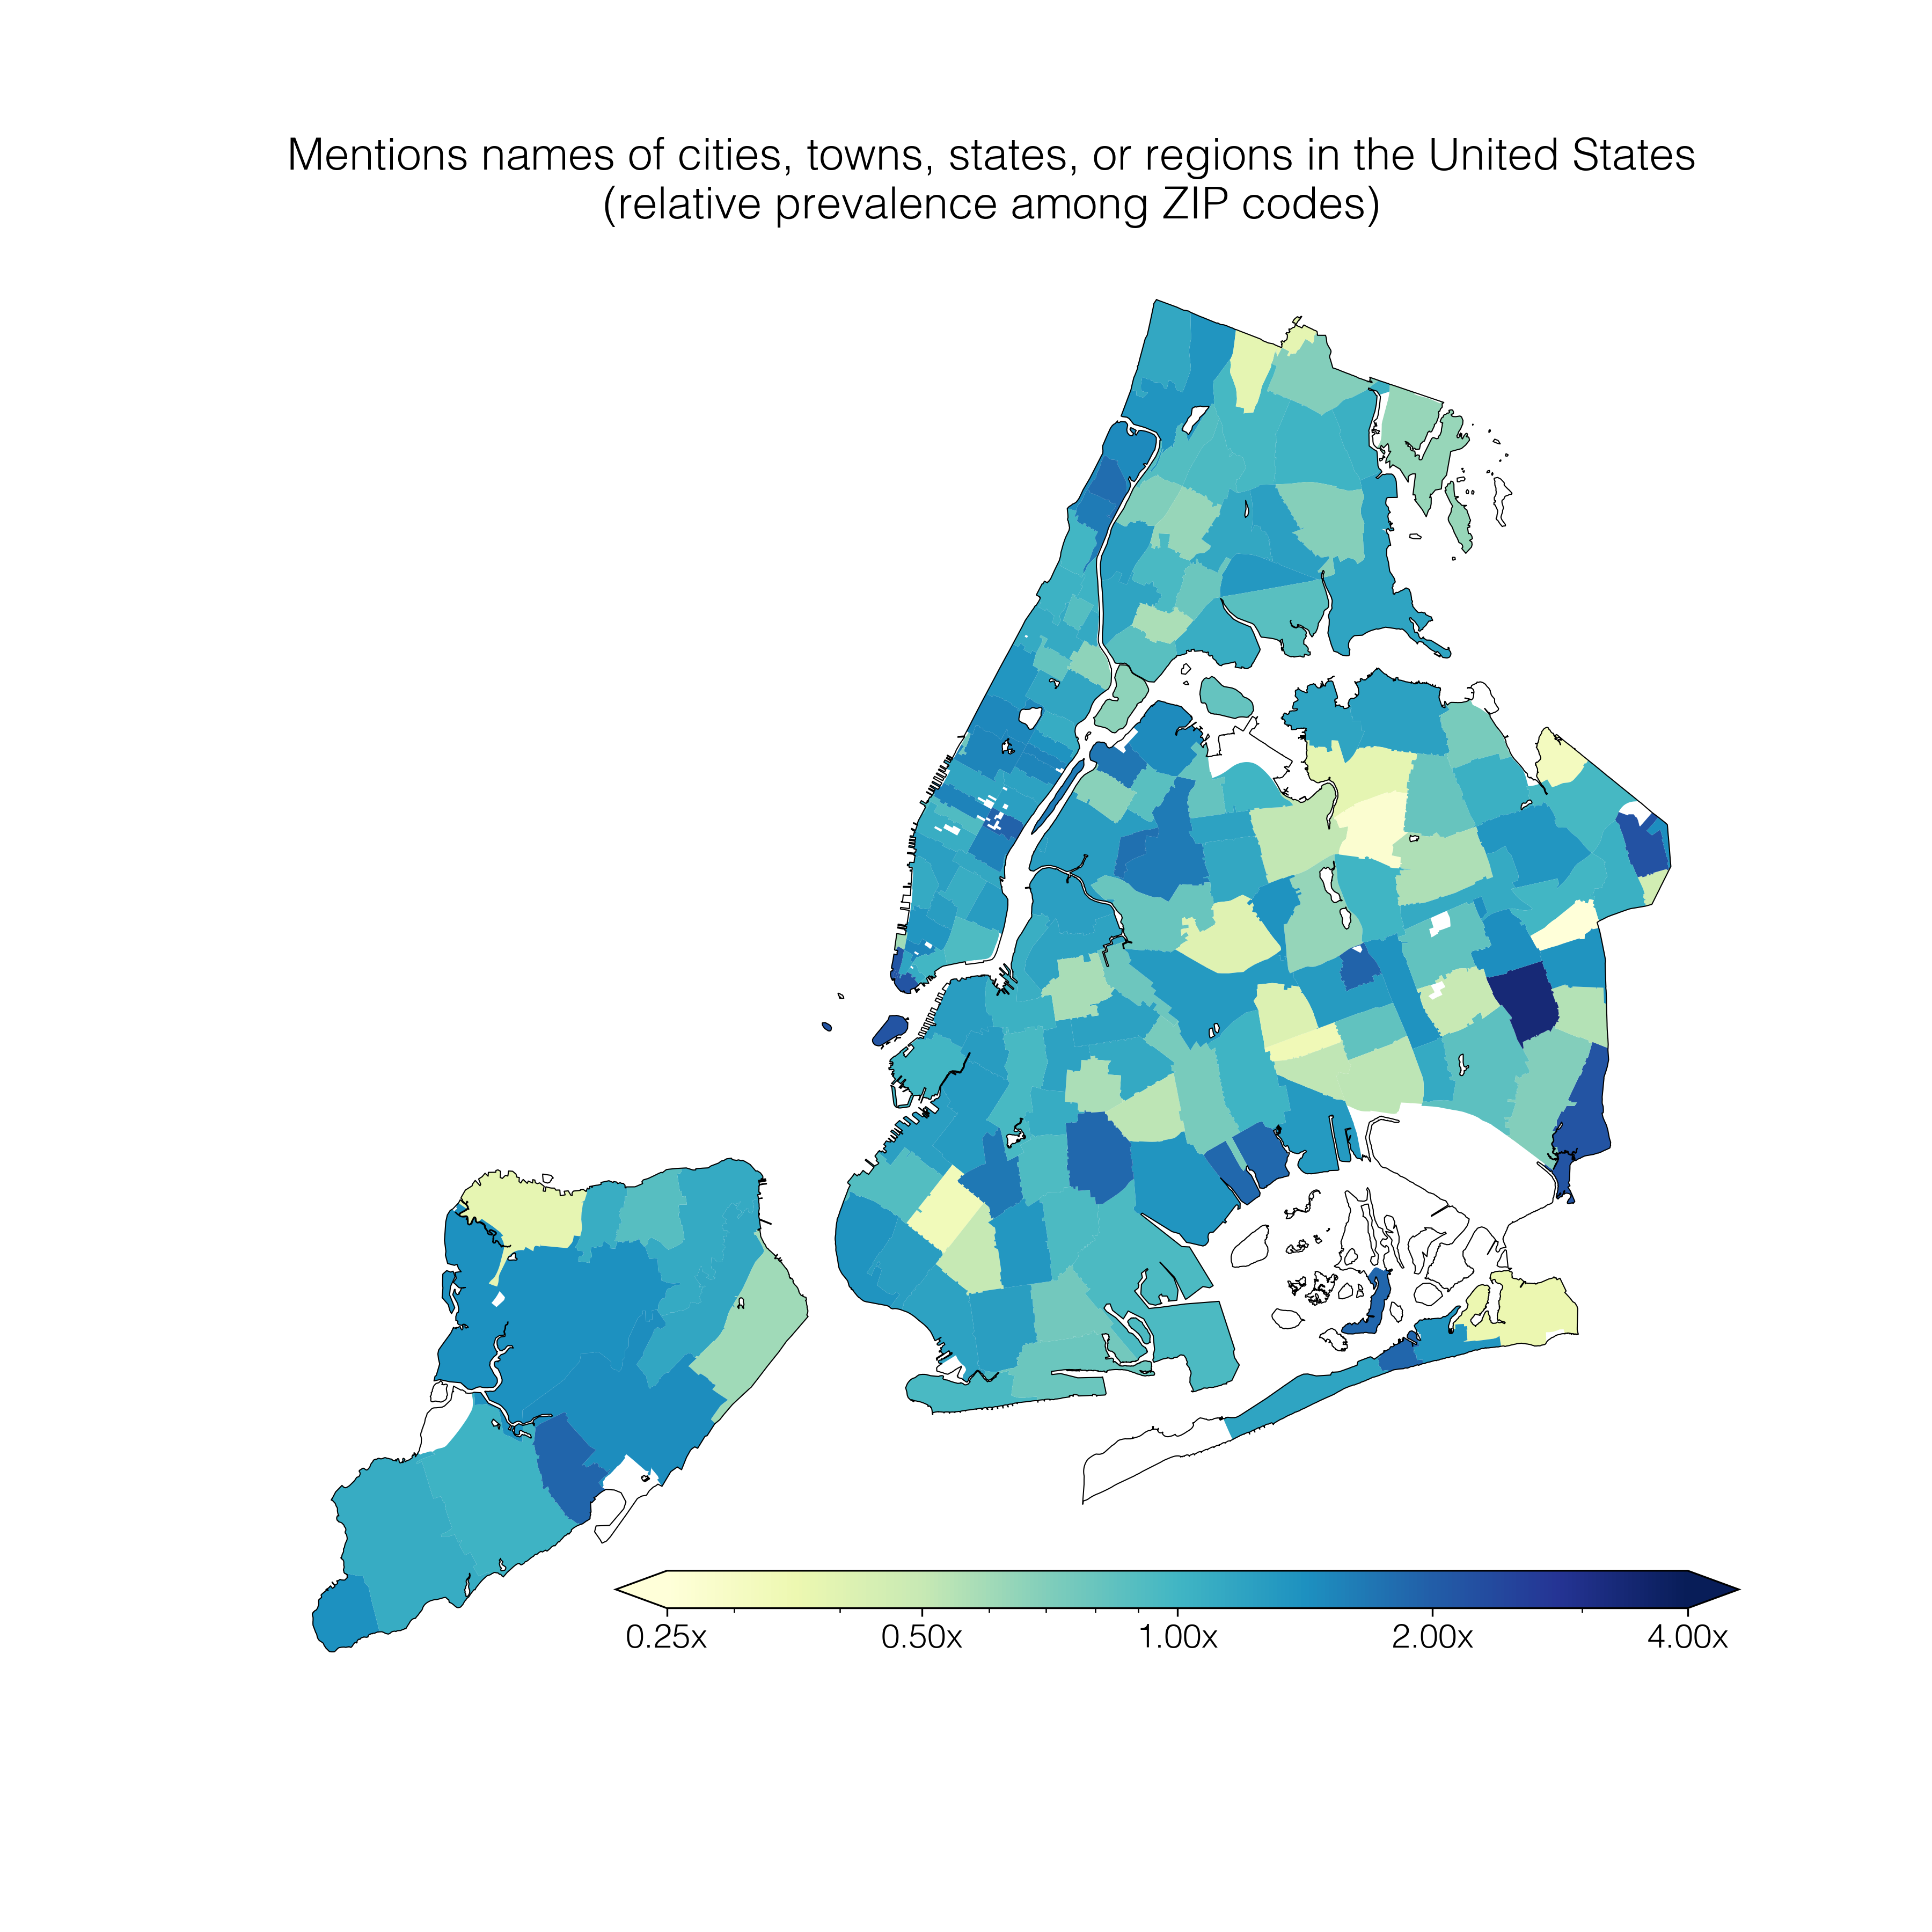 Mentions names of cities, towns, states, or regions in the United States
(relative prevalence among ZIP codes)
0.25x 0.50x 1.00x 2.00x 4.00x